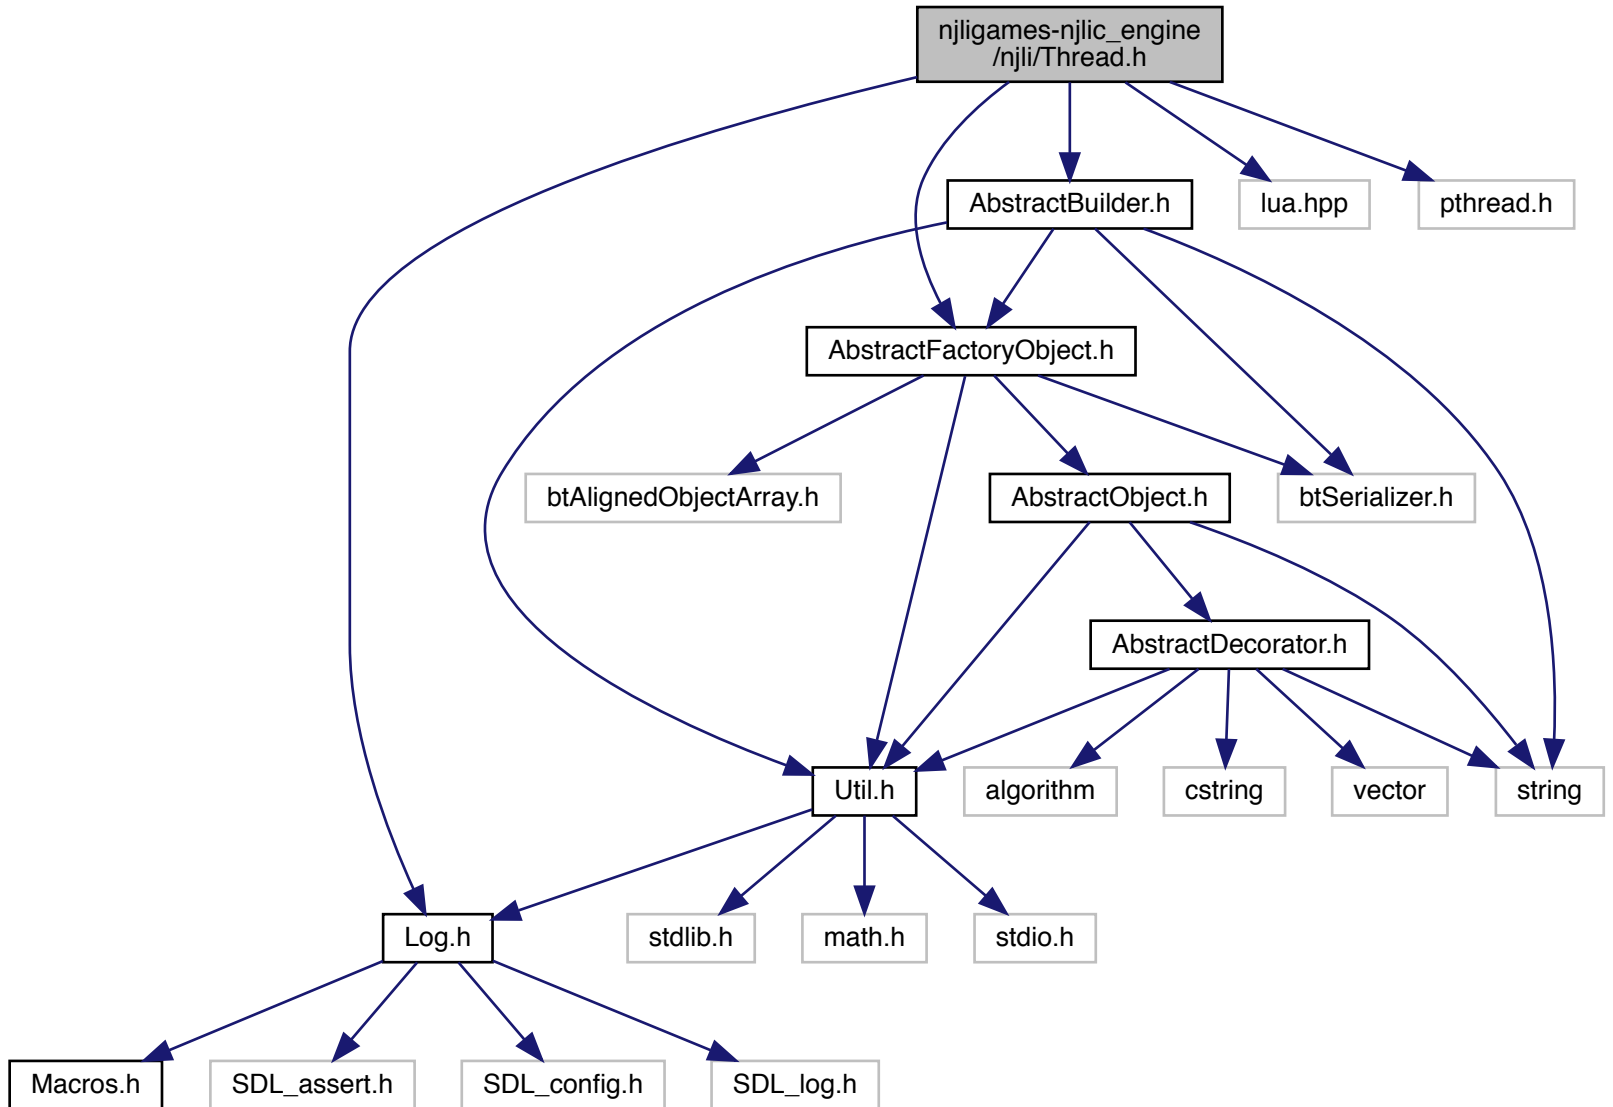 njligames-njlic_engine
/njli/Thread.h
AbstractBuilder.h
lua.hpp
pthread.h
AbstractFactoryObject.h
btAlignedObjectArray.h
AbstractObject.h
btSerializer.h
AbstractDecorator.h
Util.h
algorithm
cstring
vector
string
Log.h
stdlib.h
math.h
stdio.h
Macros.h
SDL_assert.h
SDL_config.h
SDL_log.h